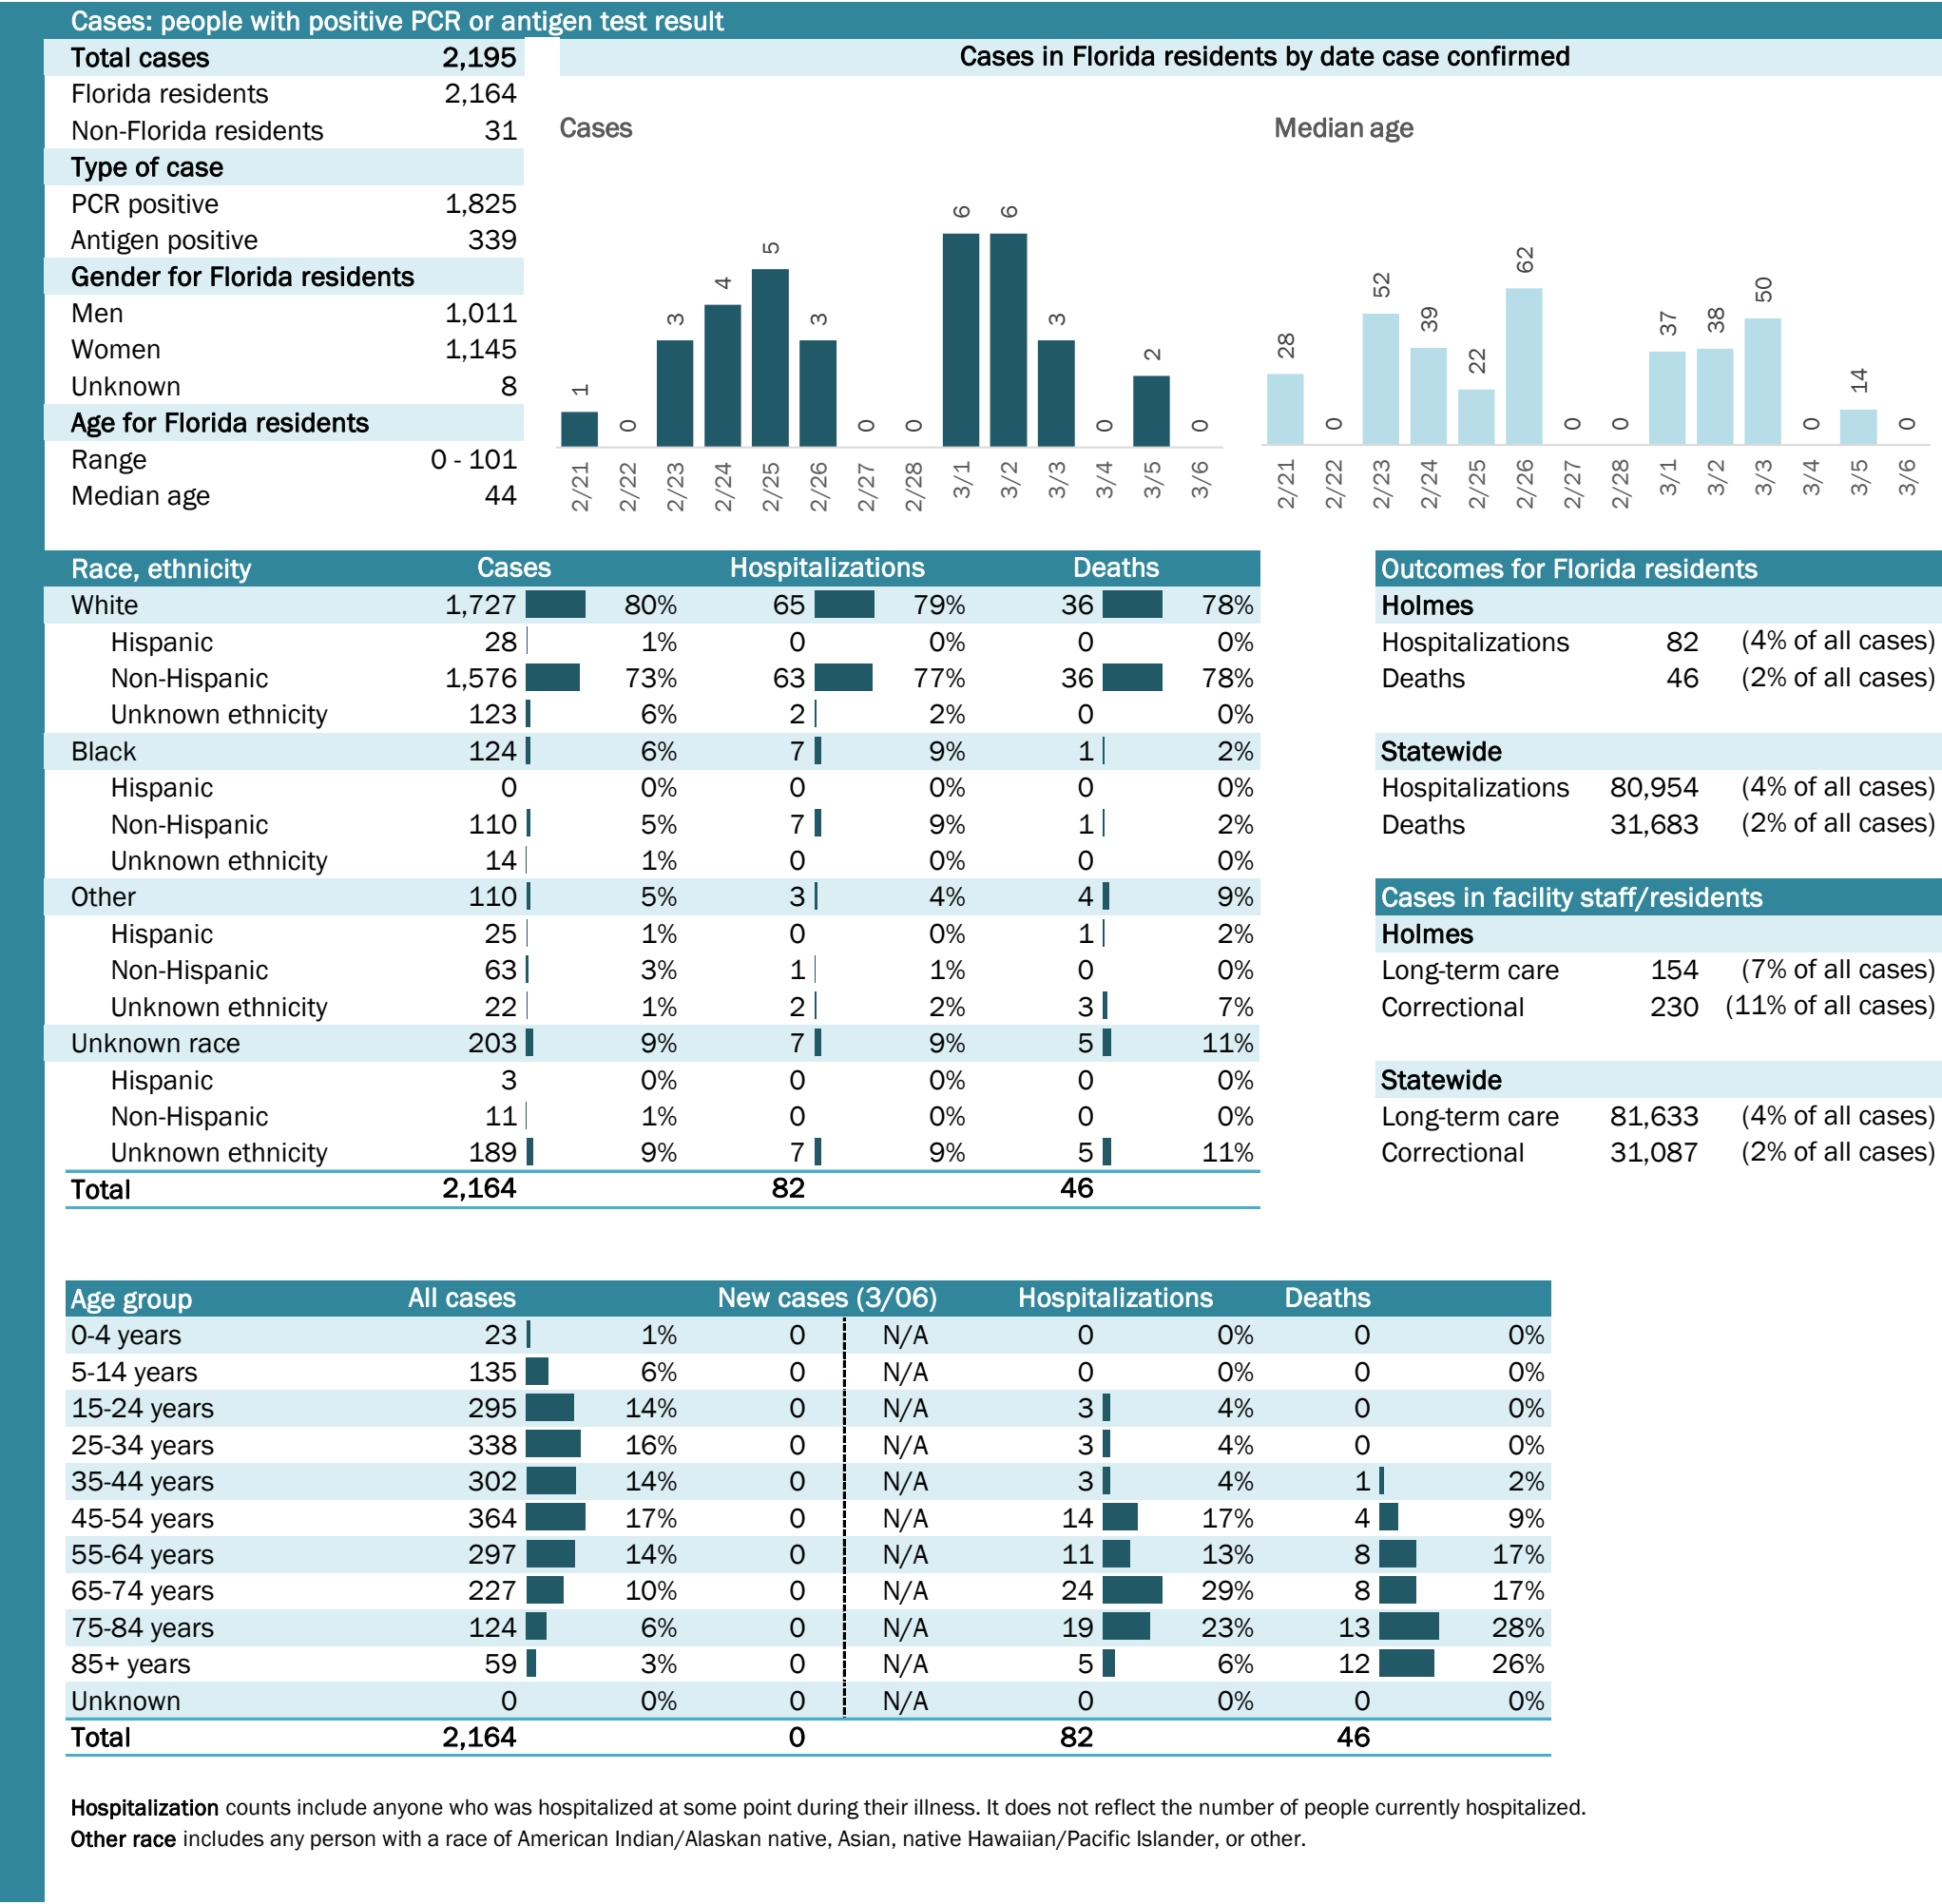 Cases: people with positive PCR or antigen test result
Total cases 2,195
Florida residents 2,164
Non-Florida residents 31
Type of case
PCR positive 1,825
Antigen positive 339
Gender for Florida residents
Men 1,011
Women 1,145
Unknown 8
Age for Florida residents
Range 0 - 101
Median age 44
Cases in Florida residents by date case confirmed
Cases
1 0 3 4 5 3 0 0 6 6 3 0 2 0
2/21 2/22 2/23 2/24 2/25 2/26 2/27 2/28 3/1 3/2 3/3 3/4 3/5 3/6
Median age
28 0 52 39 22 62 0 0 37 38 50 0 14 0
2/21 2/22 2/23 2/24 2/25 2/26 2/27 2/28 3/1 3/2 3/3 3/4 3/5 3/6
Race, ethnicity Cases Hospitalizations Deaths
White 1,727 80% 65 79% 36 78%
Hispanic 28 1% 0 0% 0 0%
Non-Hispanic 1,576 73% 63 77% 36 78%
Unknown ethnicity 123 6% 2 2% 0 0%
Black 124 6% 7 9% 1 2%
Hispanic 0 0% 0 0% 0 0%
Non-Hispanic 110 5% 7 9% 1 2%
Unknown ethnicity 14 1% 0 0% 0 0%
Other 110 5% 3 4% 4 9%
Hispanic 25 1% 0 0% 1 2%
Non-Hispanic 63 3% 1 1% 0 0%
Unknown ethnicity 22 1% 2 2% 3 7%
Unknown race 203 9% 7 9% 5 11%
Hispanic 3 0% 0 0% 0 0%
Non-Hispanic 11 1% 0 0% 0 0%
Unknown ethnicity 189 9% 7 9% 5 11%
Total 2,164 82 46
Outcomes for Florida residents
Holmes
Hospitalizations 82 (4% of all cases)
Deaths 46 (2% of all cases)
Statewide
Hospitalizations 80,954 (4% of all cases)
Deaths 31,683 (2% of all cases)
Cases in facility staff/residents
Holmes
Long-term care 154 (7% of all cases)
Correctional 230 (11% of all cases)
Statewide
Long-term care 81,633 (4% of all cases)
Correctional 31,087 (2% of all cases)
Age group All cases New cases (3/06) Hospitalizations Deaths
0-4 years 23 1% 0 N/A 0 0% 0 0%
5-14 years 135 6% 0 N/A 0 0% 0 0%
15-24 years 295 14% 0 N/A 3 4% 0 0%
25-34 years 338 16% 0 N/A 3 4% 0 0%
35-44 years 302 14% 0 N/A 3 4% 1 2%
45-54 years 364 17% 0 N/A 14 17% 4 9%
55-64 years 297 14% 0 N/A 11 13% 8 17%
65-74 years 227 10% 0 N/A 24 29% 8 17%
75-84 years 124 6% 0 N/A 19 23% 13 28%
85+ years 59 3% 0 N/A 5 6% 12 26%
Unknown 0 0% 0 N/A 0 0% 0 0%
Total 2,164 0 82 46
Hospitalization counts include anyone who was hospitalized at some point during their illness. It does not reflect the number of people currently hospitalized.
Other race includes any person with a race of American Indian/Alaskan native, Asian, native Hawaiian/Pacific Islander, or other.